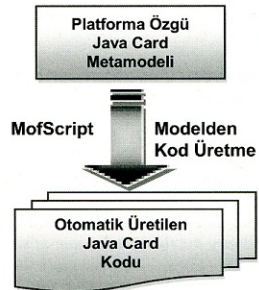 Platforma Özgü
Java Card
Metamodeli
MofScript
Modelden
Kod Üretme
Otomatik Üretilen
Java Card
Kodu